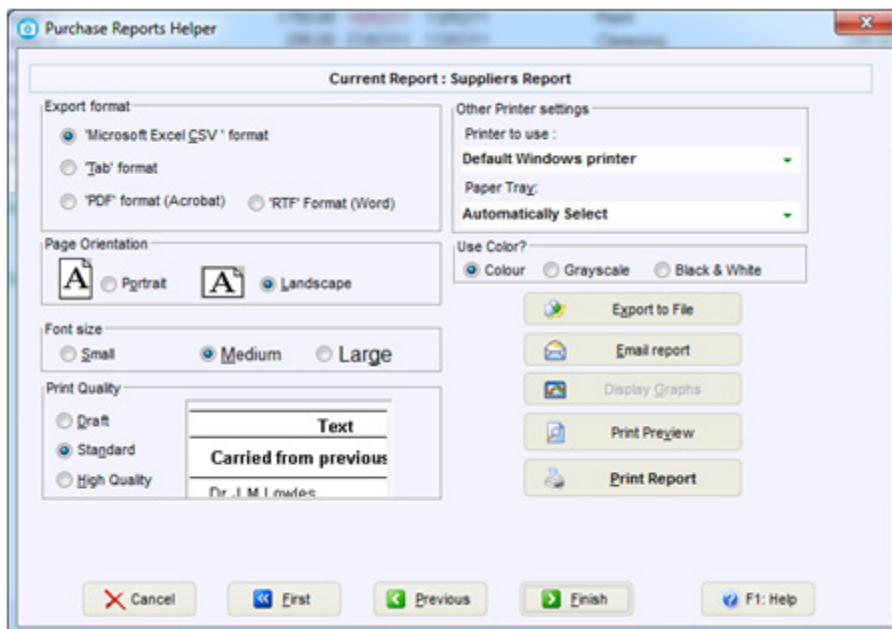 Purchase Reports Helper
Current Report : Suppliers Report
Export format
'Microsoft Excel CSV ' format
'Tab' format
'PDF' format (Acrobat) 'RTF' Format (Word)
Page Orientation
A Portrait A Landscape
Font size
Small Medium Large
Print Quality
Draft
Standard
High Quality
Text
Carried from previous
Dr J M Lowdes
Other Printer settings
Printer to use :
Default Windows printer
Paper Tray:
Automatically Select
Use Color?
Colour Grayscale Black & White
Export to File
Email report
Display Graphs
Print Preview
Print Report
Cancel First Previous Finish F1: Help